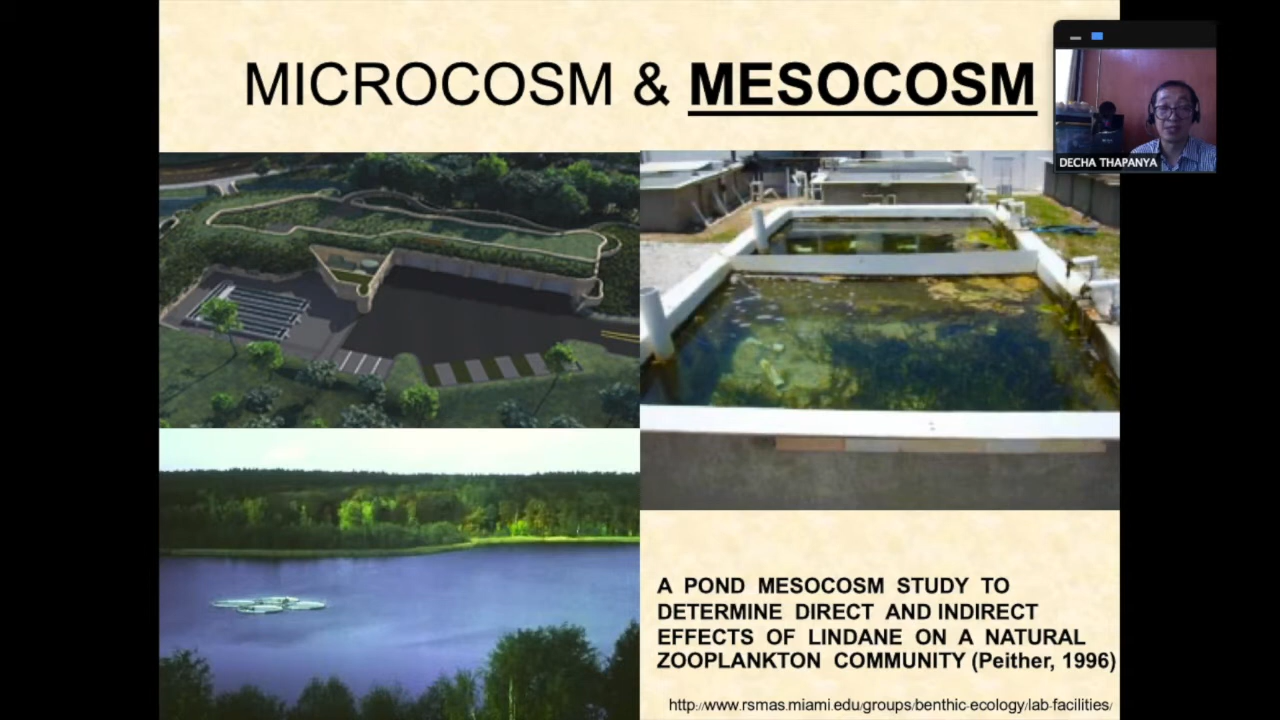 MICROCOSM & MESOCOSM
DECHA THAPANYA
A POND MESOCOSM STUDY TO
DETERMINE DIRECT AND INDIRECT
EFFECTS OF LINDANE ON A NATURAL
ZOOPLANKTON COMMUNITY (Peither, 1996)
http://www.rsmas.miami.edu/groups/benthic-ecology/lab-facilities/